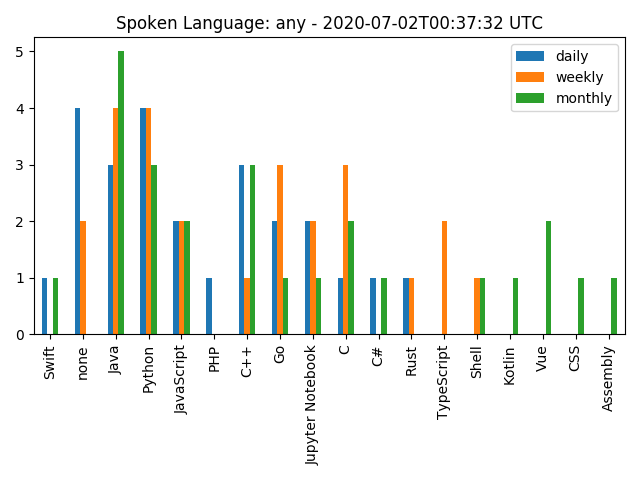 Spoken Language: any - 2020-07-02T00:37:32 UTC
daily
weekly
monthly
5
4
3
2
1
0
Swift
none
Java
Python
JavaScript
PHP
C++
Go
Jupyter Notebook
C
C#
Rust
TypeScript
Shell
Kotlin
Vue
CSS
Assembly